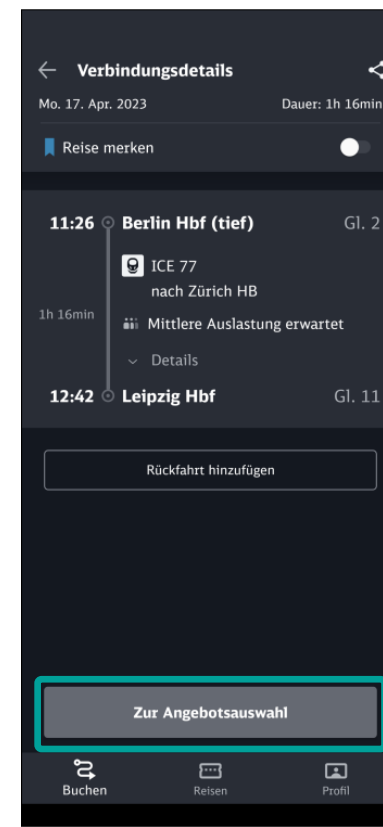 Verbindungsdetails
Mo. 17. Apr. 2023 Dauer: 1h 16min
Reise merken
11:26 Berlin Hbf (tief) Gl. 2
ICE 77
nach Zürich HB
1h 16min
Mittlere Auslastung erwartet
Details
12:42 Leipzig Hbf Gl. 11
Rückfahrt hinzufügen
Zur Angebotsauswahl
Buchen Reisen Profil